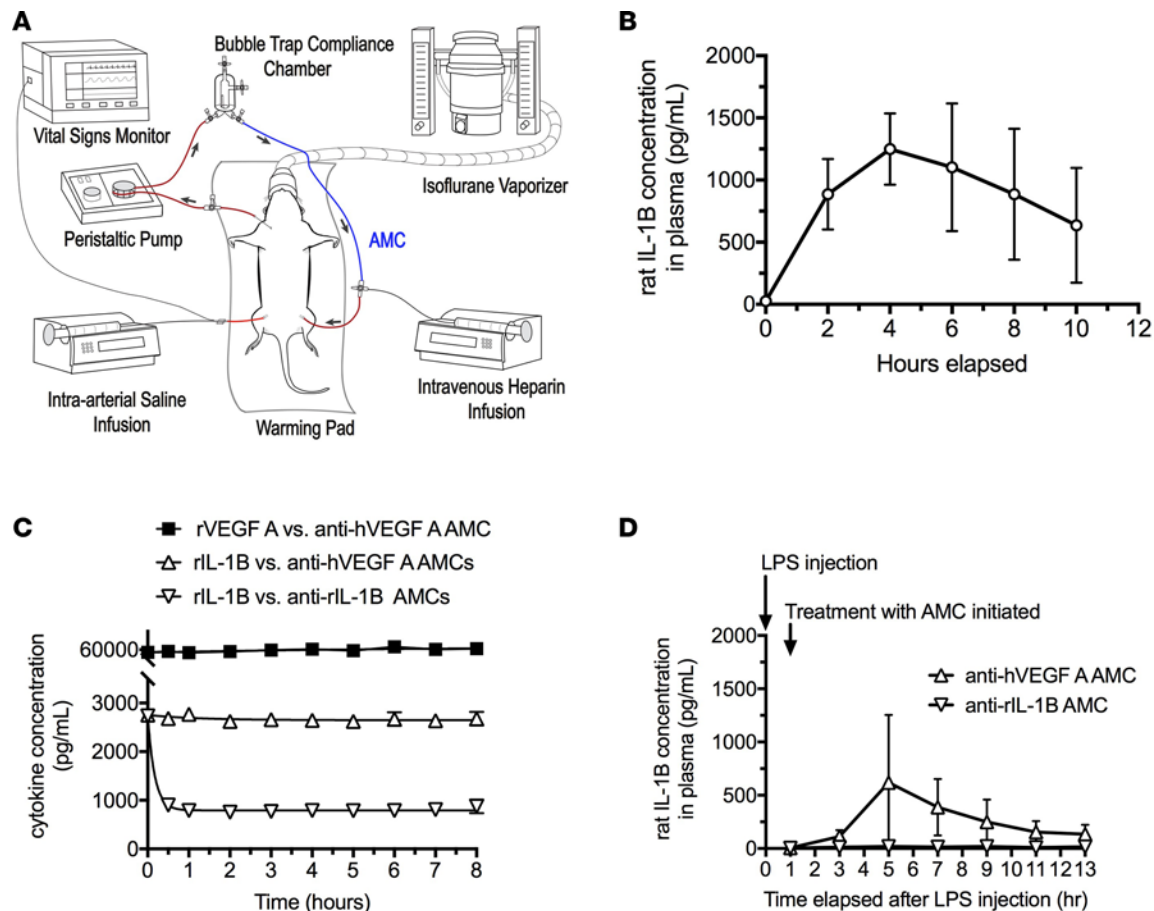 A
Bubble Trap Compliance
Chamber
Vital Signs Monitor
Isoflurane Vaporizer
Peristaltic Pump
AMC
Intra-arterial Saline
Infusion
Intravenous Heparin
Infusion
Warming Pad
B
2000
1500
1000
500
0
rat IL-1B concentration
in plasma (pg/mL)
0 2 4 6 8 10 12
Hours elapsed
C
rVEGF A vs. anti-hVEGF A AMC
rIL-1B vs. anti-hVEGF A AMCs
rIL-1B vs. anti-rIL-1B AMCs
60000
3000
2000
1000
0
cytokine concentration
(pg/mL)
0 1 2 3 4 5 6 7 8
Time (hours)
D
LPS injection
Treatment with AMC initiated
2000
1500
1000
500
0
rat IL-1B concentration
in plasma (pg/mL)
anti-hVEGF A AMC
anti-rIL-1B AMC
0 1 2 3 4 5 6 7 8 9 10 11 12 13
Time elapsed after LPS injection (hr)